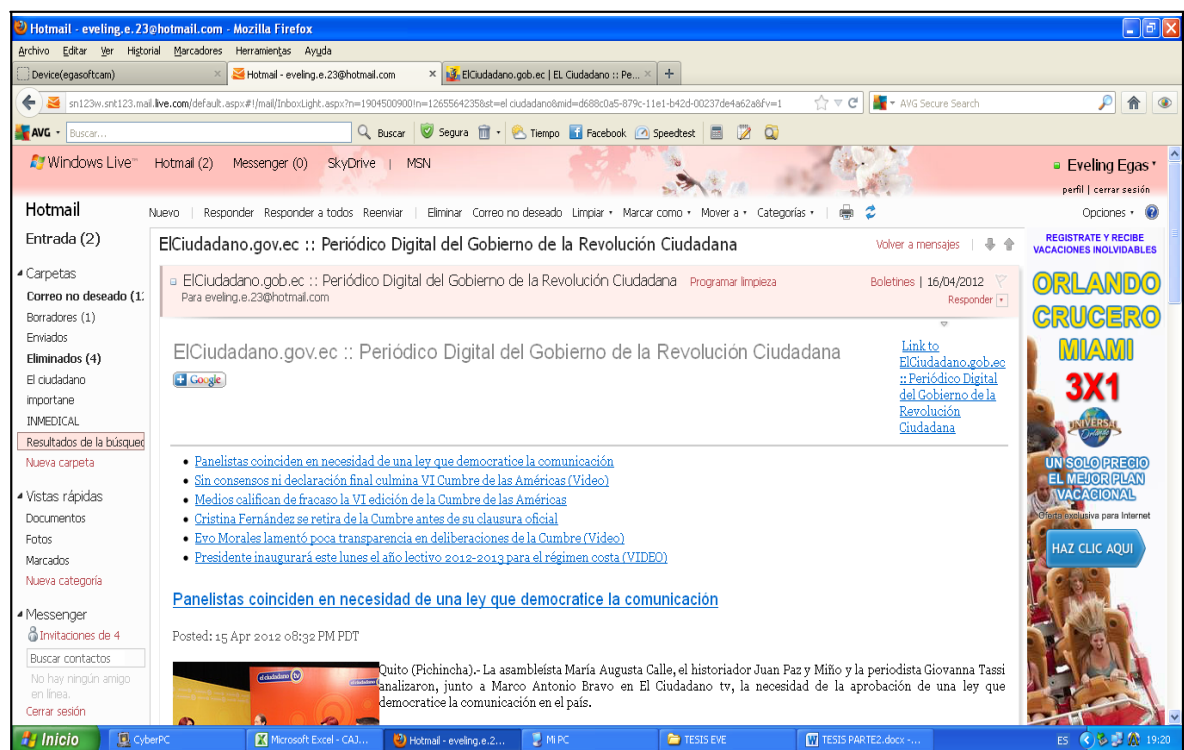 Hotmail - eveling.e.23@hotmail.com - Mozilla Firefox
Archivo Editar Ver Historial Marcadores Herramientas Ayuda
Device(egasoftcam)
Hotmail - eveling.e.23@hotmail.com
ElCiudadano.gob.ec | EL Ciudadano :: Pe...
sn123w.snt123.mail.live.com/default.aspx#!/mail/InboxLight.aspx?n=1904500900!n=1265564235&st=el ciudadano&mid=d688c0a5-879c-11e1-b42d-00237de4a62a&fv=1
AVG Secure Search
AVG Buscar... Buscar Segura Tiempo Facebook Speedtest
Windows Live Hotmail (2) Messenger (0) SkyDrive | MSN
Eveling Egas
perfil | cerrar sesión
Hotmail
Nuevo | Responder Responder a todos Reenviar | Eliminar Correo no deseado Limpiar Marcar como Mover a Categorías
Opciones
Entrada (2)
Carpetas
Correo no deseado (1
Borradores (1)
Enviados
Eliminados (4)
El ciudadano
importane
INMEDICAL
Resultados de la búsqued
Nueva carpeta
Vistas rápidas
Documentos
Fotos
Marcados
Nueva categoría
Messenger
Invitaciones de 4
Buscar contactos
No hay ningún amigo
en línea.
Cerrar sesión
ElCiudadano.gov.ec :: Periódico Digital del Gobierno de la Revolución Ciudadana
Volver a mensajes |
ElCiudadano.gob.ec :: Periódico Digital del Gobierno de la Revolución Ciudadana Programar limpieza
Boletines | 16/04/2012
Para eveling.e.23@hotmail.com
Responder
ElCiudadano.gov.ec :: Periódico Digital del Gobierno de la Revolución Ciudadana
Google
Link to
ElCiudadano.gob.ec
:: Periódico Digital
del Gobierno de la
Revolución
Ciudadana
Panelistas coinciden en necesidad de una ley que democratice la comunicación
Sin consensos ni declaración final culmina VI Cumbre de las Américas (Video)
Medios califican de fracaso la VI edición de la Cumbre de las Américas
Cristina Fernández se retira de la Cumbre antes de su clausura oficial
Evo Morales lamentó poca transparencia en deliberaciones de la Cumbre (Video)
Presidente inaugurará este lunes el año lectivo 2012-2013 para el régimen costa (VIDEO)
Panelistas coinciden en necesidad de una ley que democratice la comunicación
Posted: 15 Apr 2012 08:32 PM PDT
el ciudadano tv
Quito (Pichincha).- La asambleísta María Augusta Calle, el historiador Juan Paz y Miño y la periodista Giovanna Tassi
analizaron, junto a Marco Antonio Bravo en El Ciudadano tv, la necesidad de la aprobación de una ley que
democratice la comunicación en el país.
REGISTRATE Y RECIBE
VACACIONES INOLVIDABLES
ORLANDO
CRUCERO
MIAMI
3X1
UNIVERSAL
Orlando
UN SOLO PRECIO
EL MEJOR PLAN
VACACIONAL
Oferta exclusiva para Internet
HAZ CLIC AQUI
Inicio
CyberPC
Microsoft Excel - CAJ...
Hotmail - eveling.e.2...
Mi PC
TESIS EVE
TESIS PARTE2.docx -...
ES
19:20